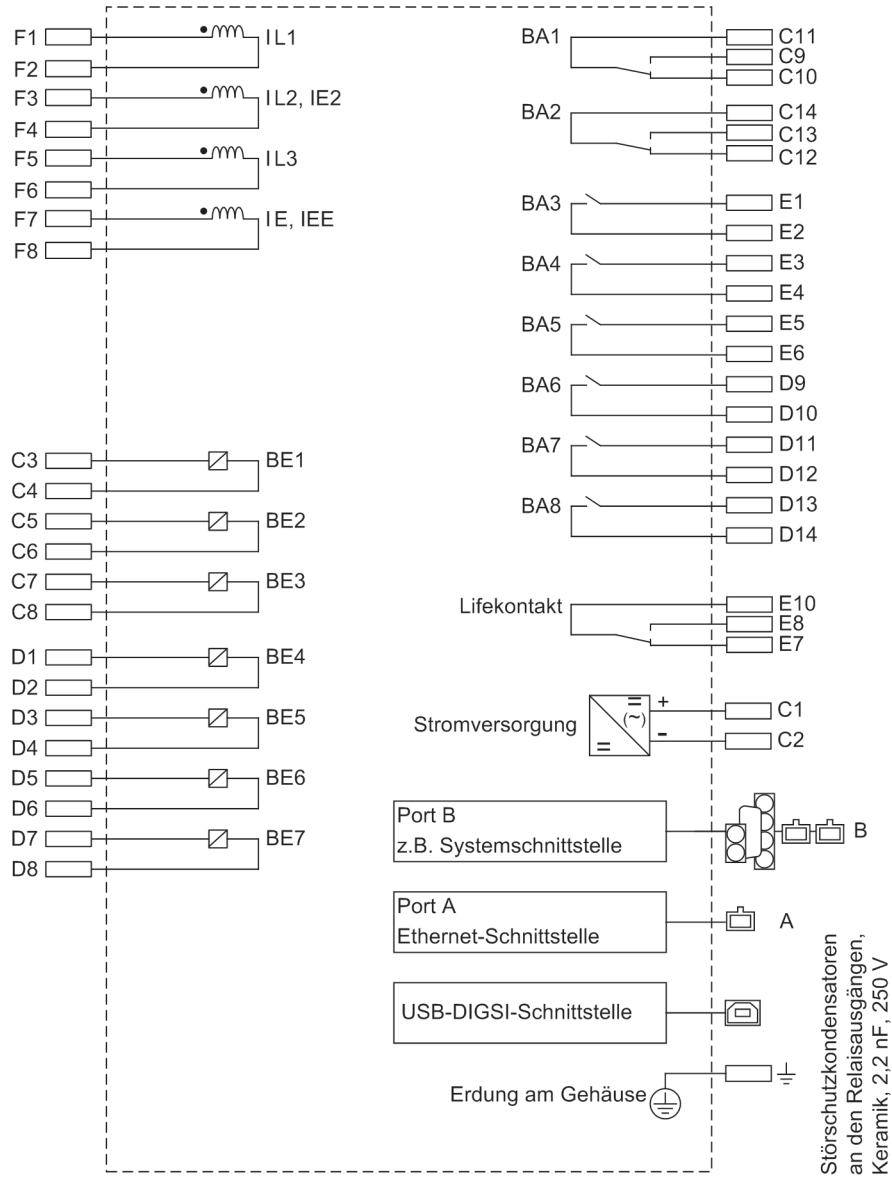 F1 IL1
F2
F3 IL2, IE2
F4
F5 IL3
F6
F7 IE, IEE
F8
C3 BE1
C4
C5 BE2
C6
C7 BE3
C8
D1 BE4
D2
D3 BE5
D4
D5 BE6
D6
D7 BE7
D8
BA1 C11
C9
C10
BA2 C14
C13
C12
BA3 E1
E2
BA4 E3
E4
BA5 E5
E6
BA6 D9
D10
BA7 D11
D12
BA8 D13
D14
Lifekontakt E10
E8
E7
Stromversorgung = (~) = + C1
- C2
Port B
z.B. Systemschnittstelle B
Port A
Ethernet-Schnittstelle A
USB-DIGSI-Schnittstelle
Erdung am Gehäuse
Störschutzkondensatoren
an den Relaisausgängen,
Keramik, 2,2 nF, 250 V